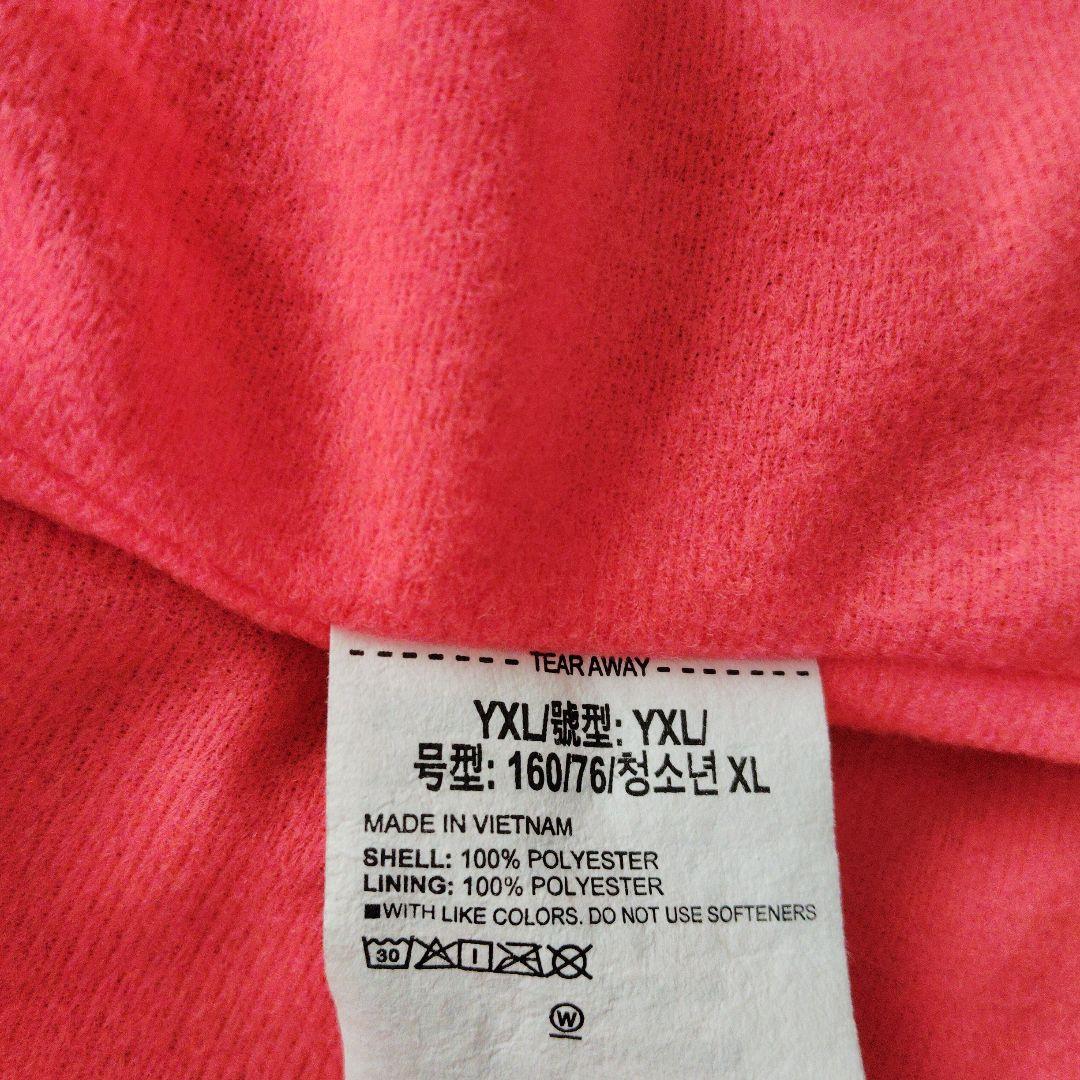 TEAR AWAY
YXL/號型: YXL/
号型: 160/76/청소년 XL
MADE IN VIETNAM
SHELL: 100% POLYESTER
LINING: 100% POLYESTER
■WITH LIKE COLORS. DO NOT USE SOFTENERS
30
W